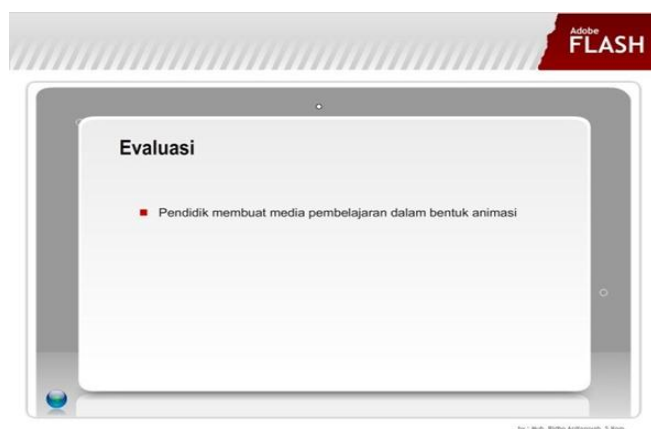 Adobe
FLASH
Evaluasi
Pendidik membuat media pembelajaran dalam bentuk animasi